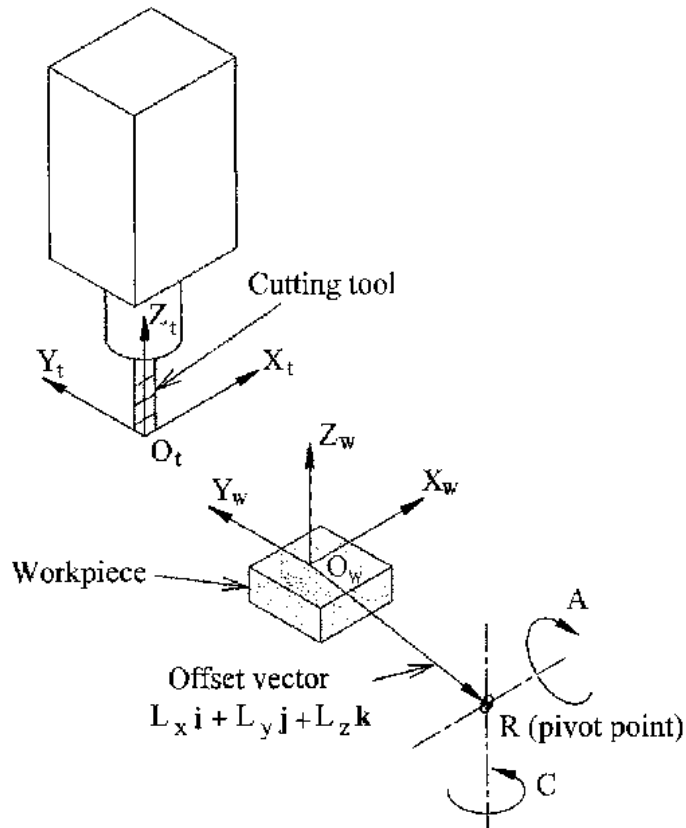 Cutting tool
Z_t
Y_t
X_t
O_t
Z_w
Y_w
X_w
O_w
Workpiece
A
Offset vector
L_x i + L_y j + L_z k
R (pivot point)
C